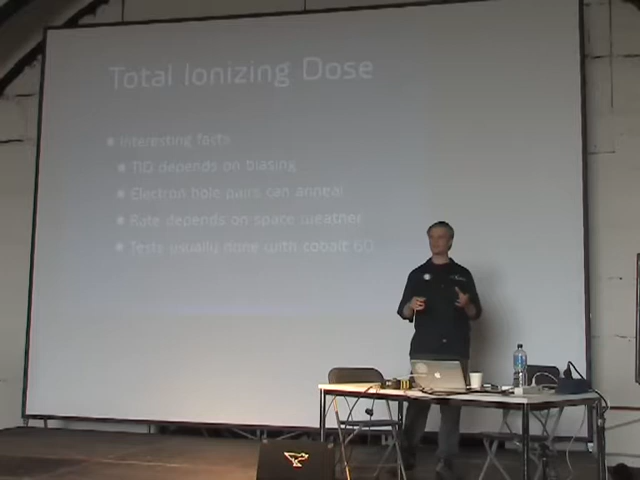 Total Ionizing Dose
Interesting facts
TID depends on biasing
Electron hole pairs can anneal
Rate depends on space weather
Tests usually done with cobalt 60